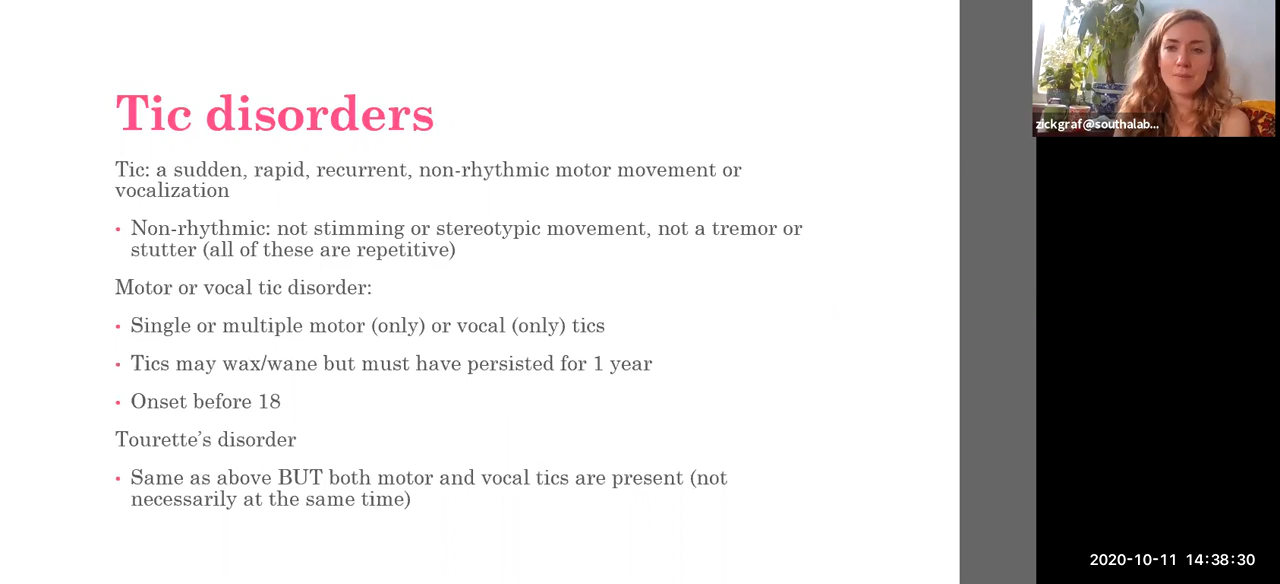 Tic disorders
Tic: a sudden, rapid, recurrent, non-rhythmic motor movement or
vocalization
• Non-rhythmic: not stimming or stereotypic movement, not a tremor or
stutter (all of these are repetitive)
Motor or vocal tic disorder:
• Single or multiple motor (only) or vocal (only) tics
• Tics may wax/wane but must have persisted for 1 year
• Onset before 18
Tourette’s disorder
• Same as above BUT both motor and vocal tics are present (not
necessarily at the same time)
zickgraf@southalab...
2020-10-11 14:38:30